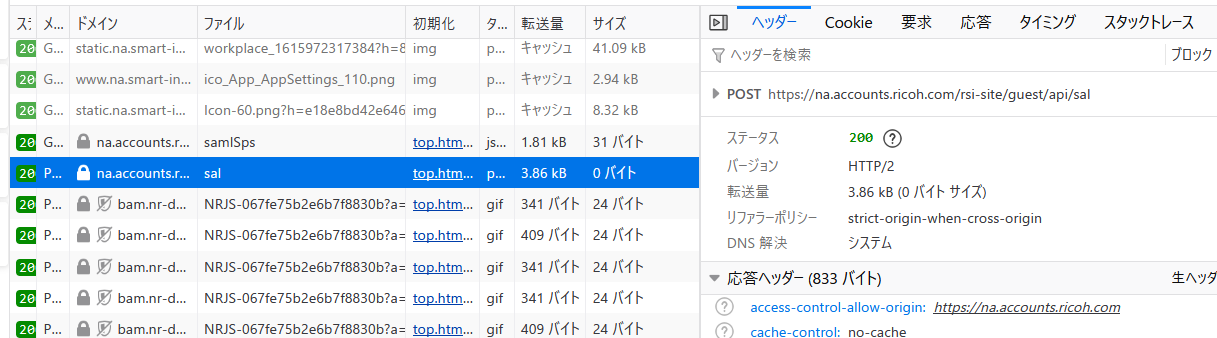 ス メ... ドメイン ファイル 初期化 タ... 転送量 サイズ
20 G... static.na.smart-i... workplace_16159723173​84?h=8 img p... キャッシュ 41.09 kB
20 G... www.na.smart-in... ico_App_AppSettings_110.png img p... キャッシュ 2.94 kB
20 G... static.na.smart-i... Icon-60.png?h=e18e8bd42e646 img p... キャッシュ 8.32 kB
20 G... na.accounts.r... samlSps top.htm... js... 1.81 kB 31 バイト
20 P... na.accounts.r... sal top.htm... p... 3.86 kB 0 バイト
20 P... bam.nr-d... NRJS-067fe75b2e6b7f8830b?a= top.htm... gif 341 バイト 24 バイト
20 P... bam.nr-d... NRJS-067fe75b2e6b7f8830b?a= top.htm... gif 409 バイト 24 バイト
20 P... bam.nr-d... NRJS-067fe75b2e6b7f8830b?a= top.htm... gif 341 バイト 24 バイト
20 P... bam.nr-d... NRJS-067fe75b2e6b7f8830b?a= top.htm... gif 341 バイト 24 バイト
20 P... bam.nr-d... NRJS-067fe75b2e6b7f8830b?a= top.htm... gif 409 バイト 24 バイト
ヘッダー Cookie 要求 応答 タイミング スタックトレース
ヘッダーを検索 ブロック
POST https://na.accounts.ricoh.com/rsi-site/guest/api/sal
ステータス 200 ?
バージョン HTTP/2
転送量 3.86 kB (0 バイト サイズ)
リファラーポリシー strict-origin-when-cross-origin
DNS 解決 システム
応答ヘッダー (833 バイト) 生ヘッダ
? access-control-allow-origin: https://na.accounts.ricoh.com
? cache-control: no-cache